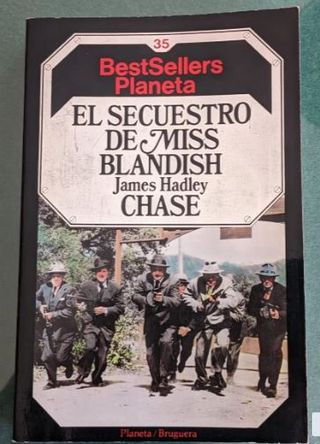 35
BestSellers
Planeta
EL SECUESTRO
DE MISS
BLANDISH
James Hadley
CHASE
Planeta / Bruguera